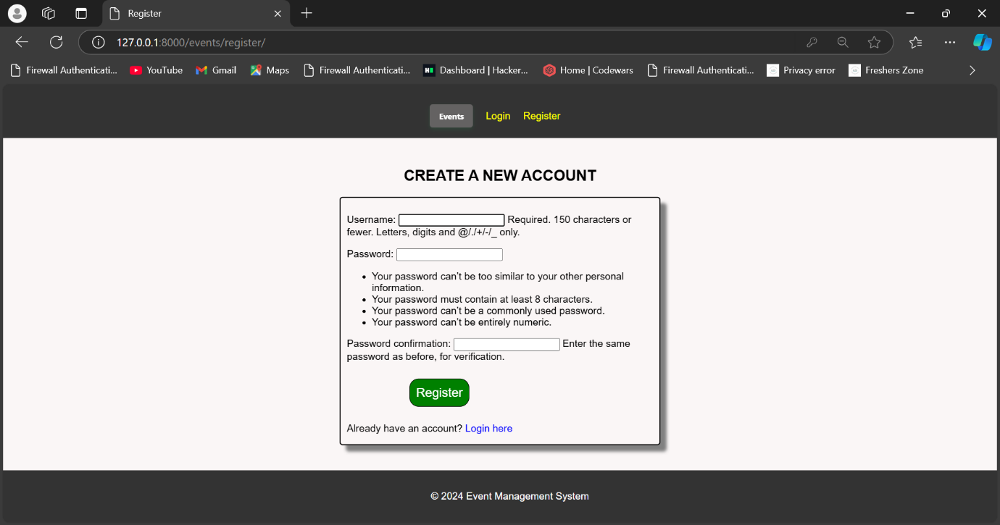 Register
127.0.0.1:8000/events/register/
Firewall Authenticati...
YouTube
Gmail
Maps
Firewall Authenticati...
Dashboard | Hacker...
Home | Codewars
Firewall Authenticati...
Privacy error
Freshers Zone
Events
Login
Register
CREATE A NEW ACCOUNT
Username: Required. 150 characters or
fewer. Letters, digits and @/./+/-/_ only.
Password:
• Your password can't be too similar to your other personal
information.
• Your password must contain at least 8 characters.
• Your password can't be a commonly used password.
• Your password can't be entirely numeric.
Password confirmation: Enter the same
password as before, for verification.
Register
Already have an account? Login here
© 2024 Event Management System